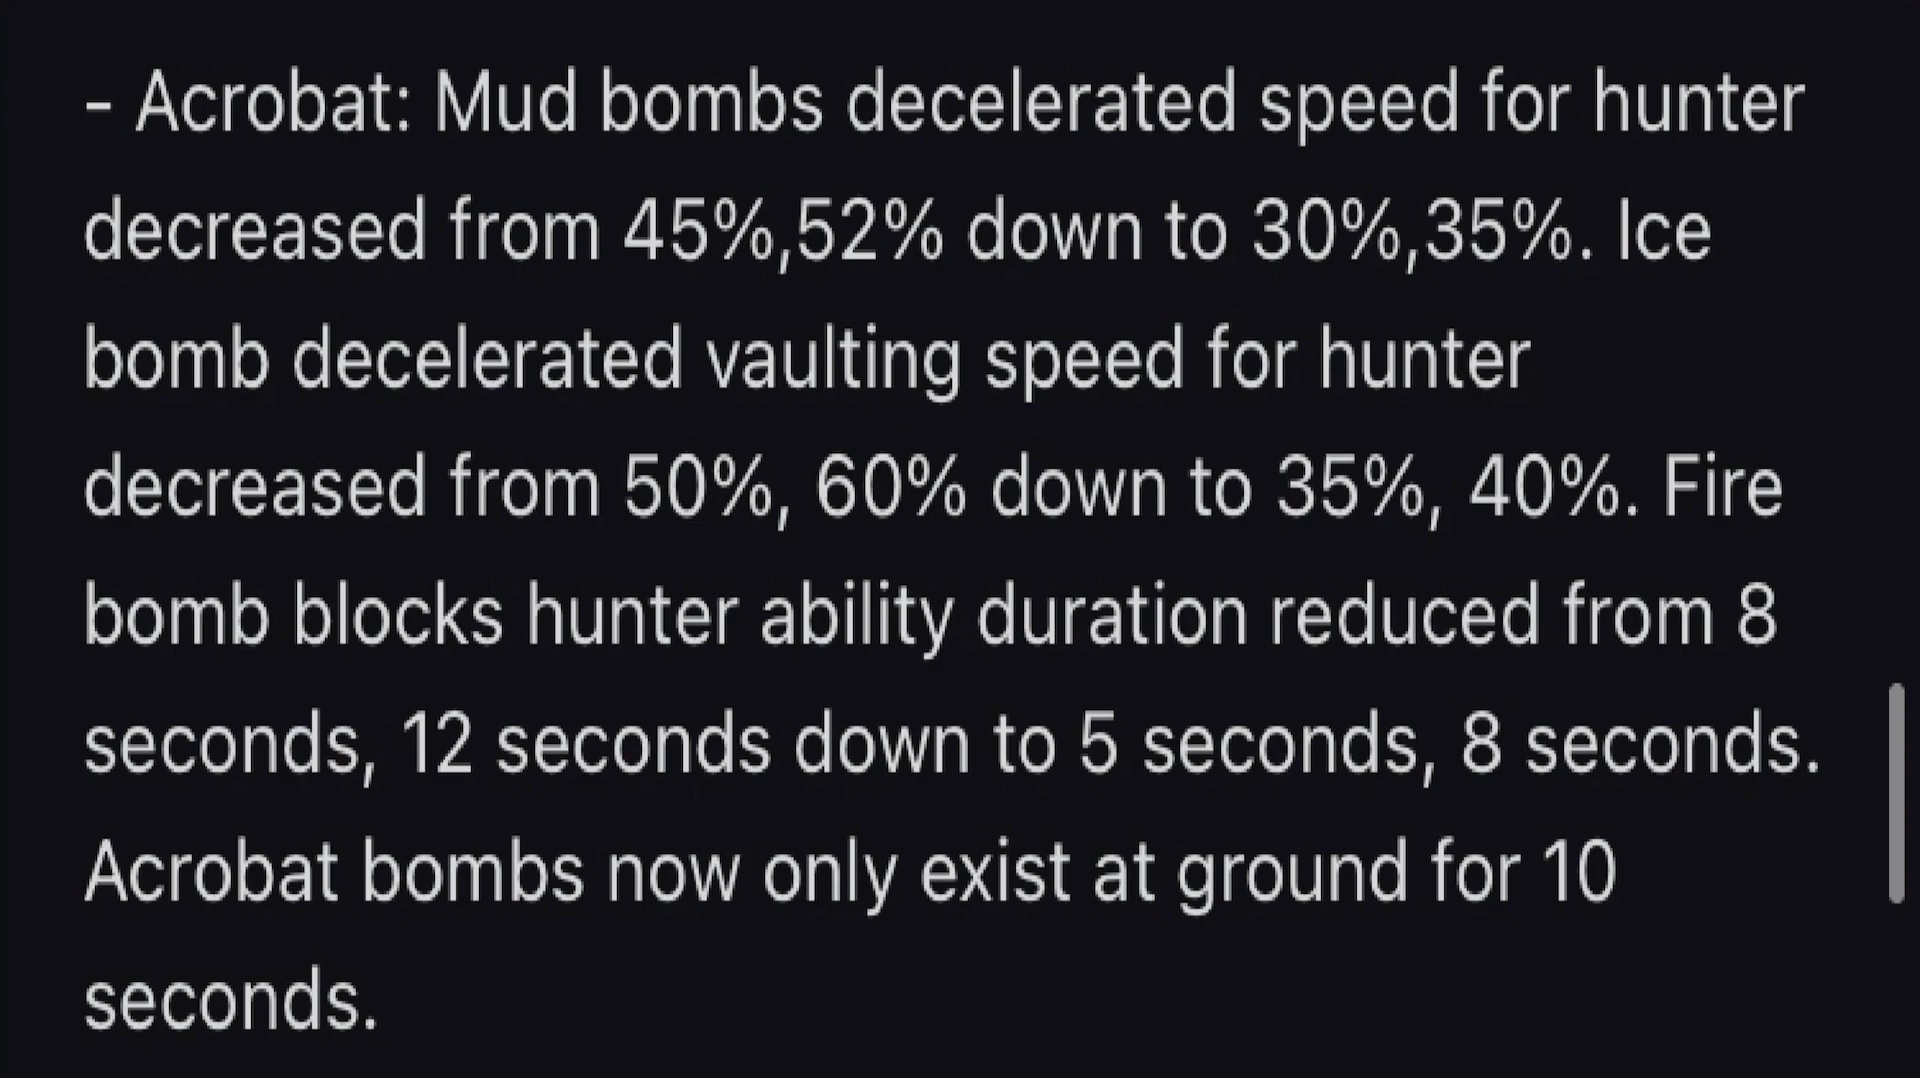 - Acrobat: Mud bombs decelerated speed for hunter
decreased from 45%,52% down to 30%,35%. Ice
bomb decelerated vaulting speed for hunter
decreased from 50%, 60% down to 35%, 40%. Fire
bomb blocks hunter ability duration reduced from 8
seconds, 12 seconds down to 5 seconds, 8 seconds.
Acrobat bombs now only exist at ground for 10
seconds.